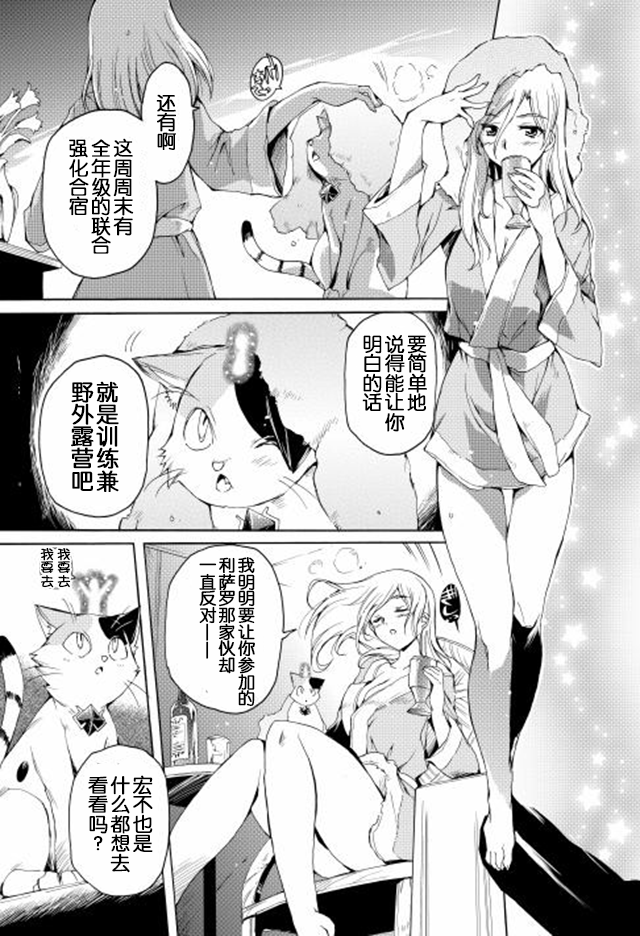 还有啊
这周周末有
全年级的联合
强化合宿
要简单地
说得能让你
明白的话
就是训练兼
野外露营吧
我明明要让你参加的
利萨罗那家伙却
一直反对——
我要去
我要去
宏不也是
什么都想去
看看吗？